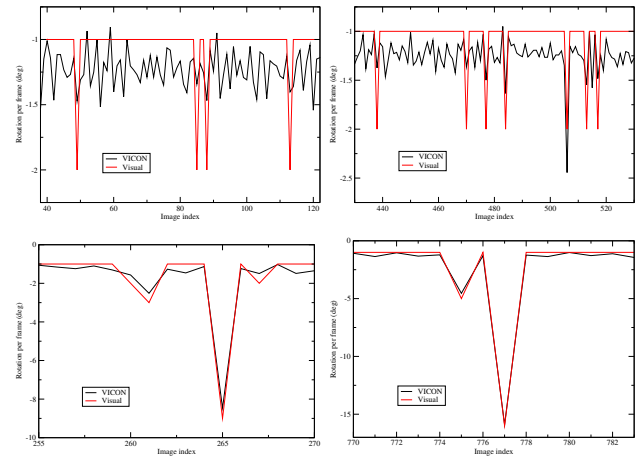 -1
-1.5
-2
Rotation per frame (deg)
VICON
Visual
40 60 80 100 120
Image index
-1
-1.5
-2
-2.5
Rotation per frame (deg)
VICON
Visual
440 460 480 500 520
Image index
0
-2
-4
-6
-8
-10
Rotation per frame (deg)
VICON
Visual
255 260 265 270
Image index
0
-5
-10
-15
Rotation per frame (deg)
VICON
Visual
770 772 774 776 778 780 782
Image index